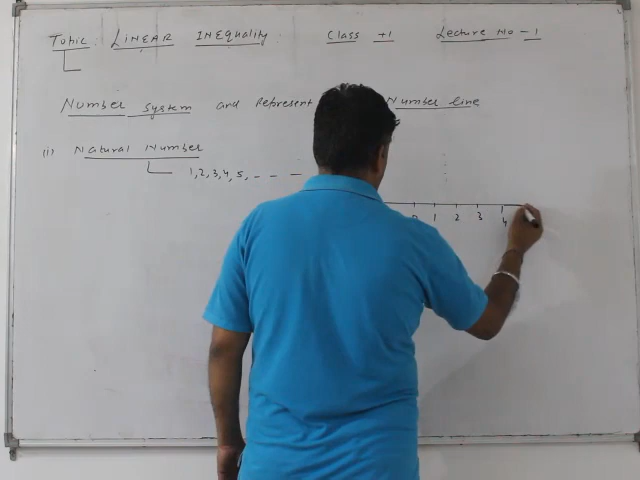 Topic: LINEAR INEquality: Class +1 Lecture No - 1
Number System and Represent Number line
(i) Natural Number
1, 2, 3, 4, 5, - - -
0 1 2 3 4